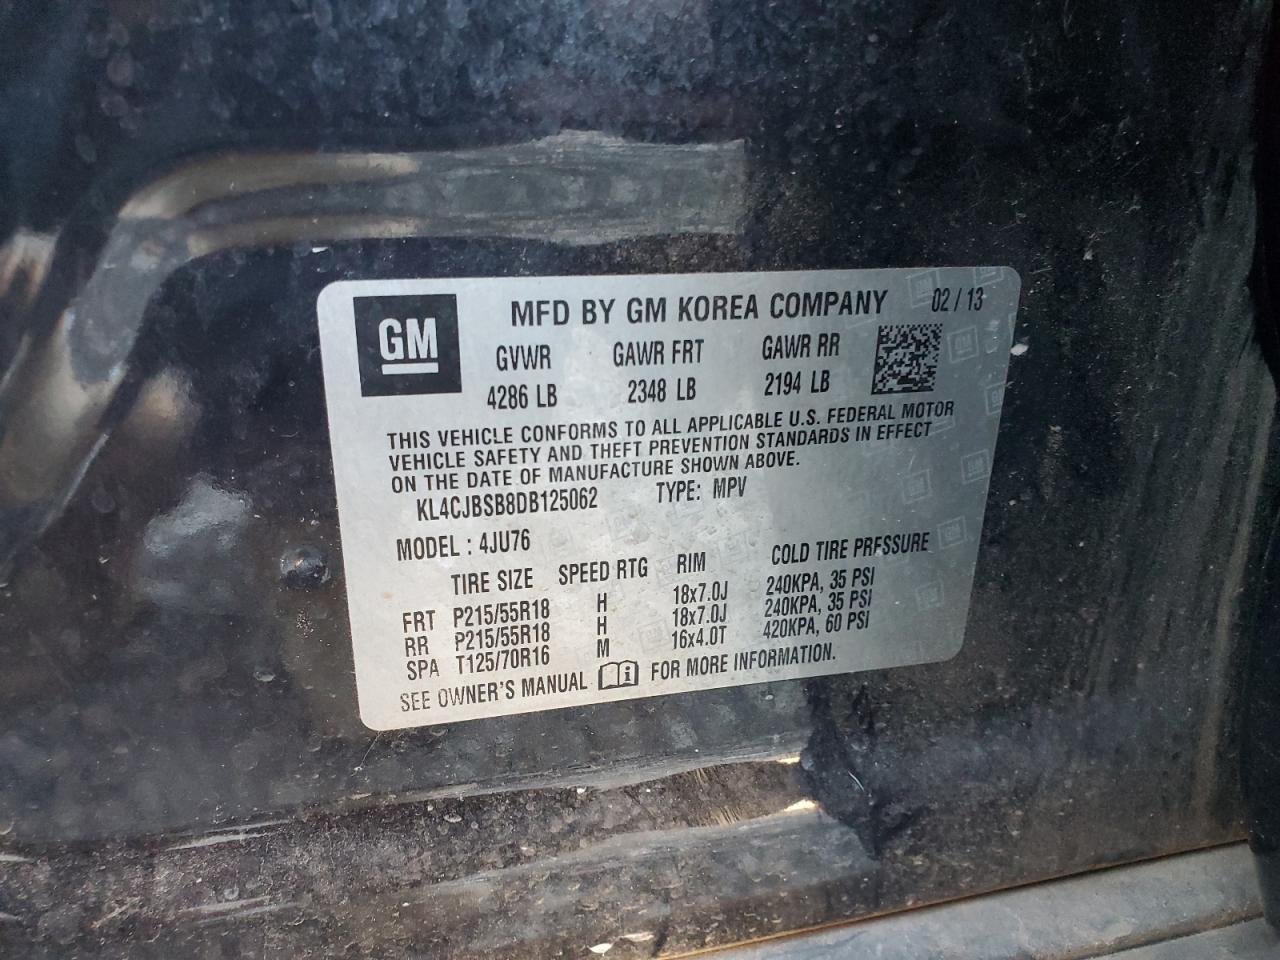 GM
MFD BY GM KOREA COMPANY 02 / 13
GVWR GAWR FRT GAWR RR
4286 LB 2348 LB 2194 LB
THIS VEHICLE CONFORMS TO ALL APPLICABLE U.S. FEDERAL MOTOR
VEHICLE SAFETY AND THEFT PREVENTION STANDARDS IN EFFECT
ON THE DATE OF MANUFACTURE SHOWN ABOVE.
KL4CJBSB8DB125062 TYPE: MPV
MODEL : 4JU76
TIRE SIZE SPEED RTG RIM COLD TIRE PRESSURE
FRT P215/55R18 H 18x7.0J 240KPA, 35 PSI
RR P215/55R18 H 18x7.0J 240KPA, 35 PSI
SPA T125/70R16 M 16x4.0T 420KPA, 60 PSI
SEE OWNER'S MANUAL i FOR MORE INFORMATION.